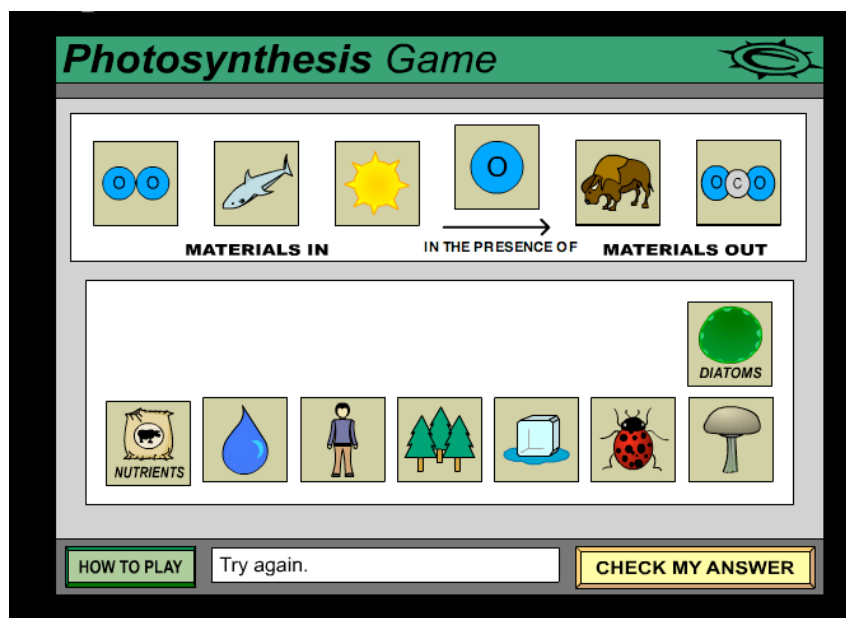 Photosynthesis Game
O O
O
O C O
MATERIALS IN
IN THE PRESENCE OF
MATERIALS OUT
DIATOMS
NUTRIENTS
HOW TO PLAY
Try again.
CHECK MY ANSWER